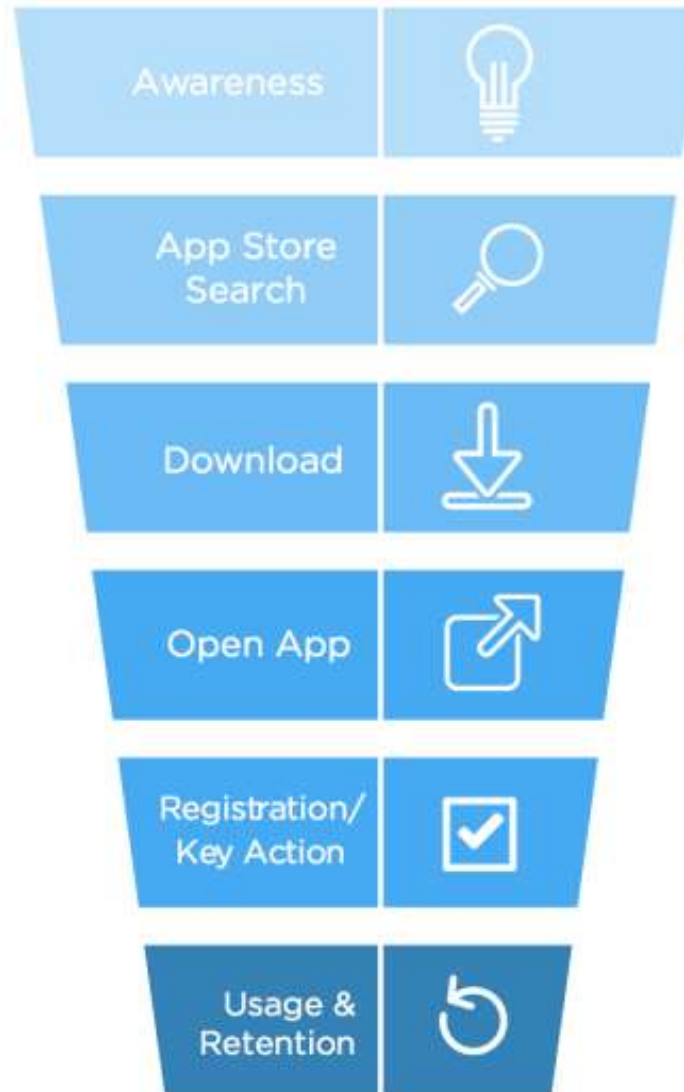 Awareness
App Store
Search
Download
Open App
Registration/
Key Action
Usage &
Retention